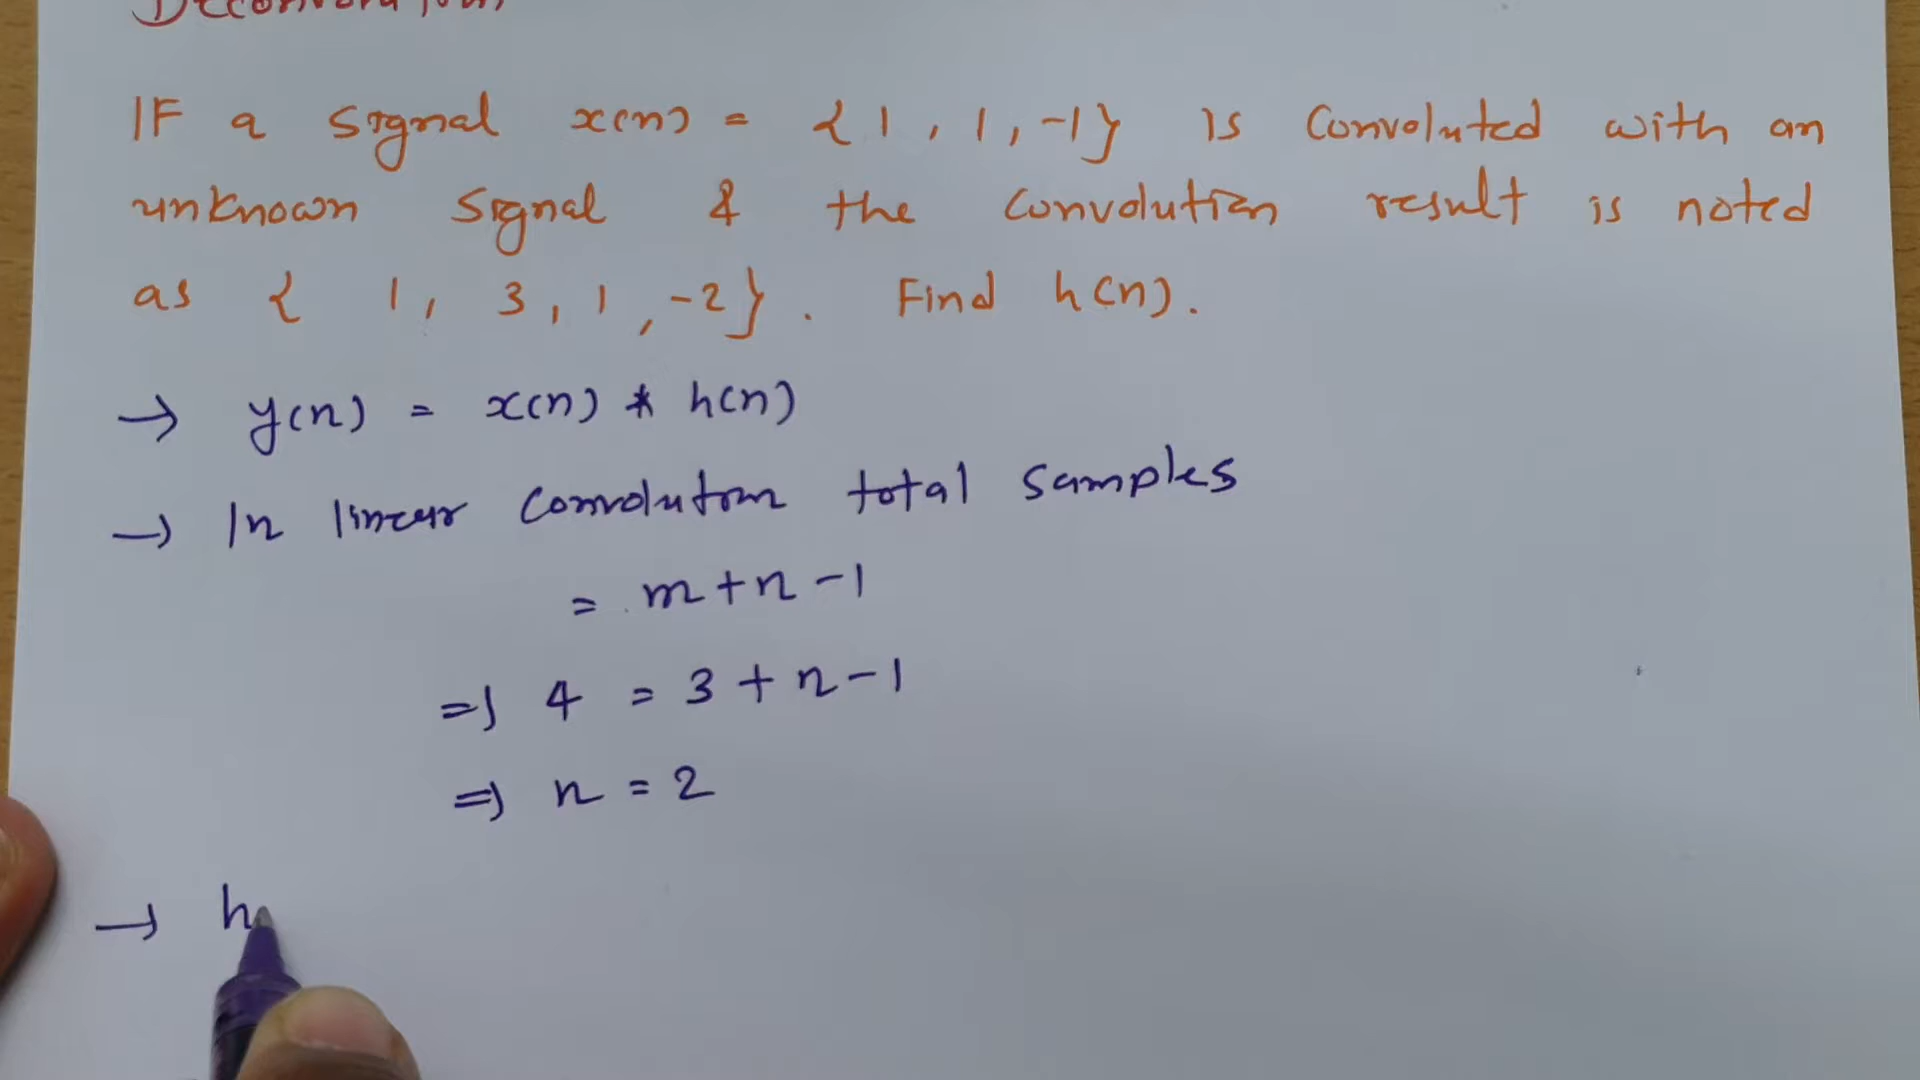 Deconvolution
IF a signal x(n) = {1, 1, -1} is convoluted with an
unknown signal & the convolution result is noted
as { 1, 3, 1, -2}. Find h(n).
→ y(n) = x(n) * h(n)
→ In linear convolution total samples
= m+n-1
⇒ 4 = 3+n-1
⇒ n = 2
→ h